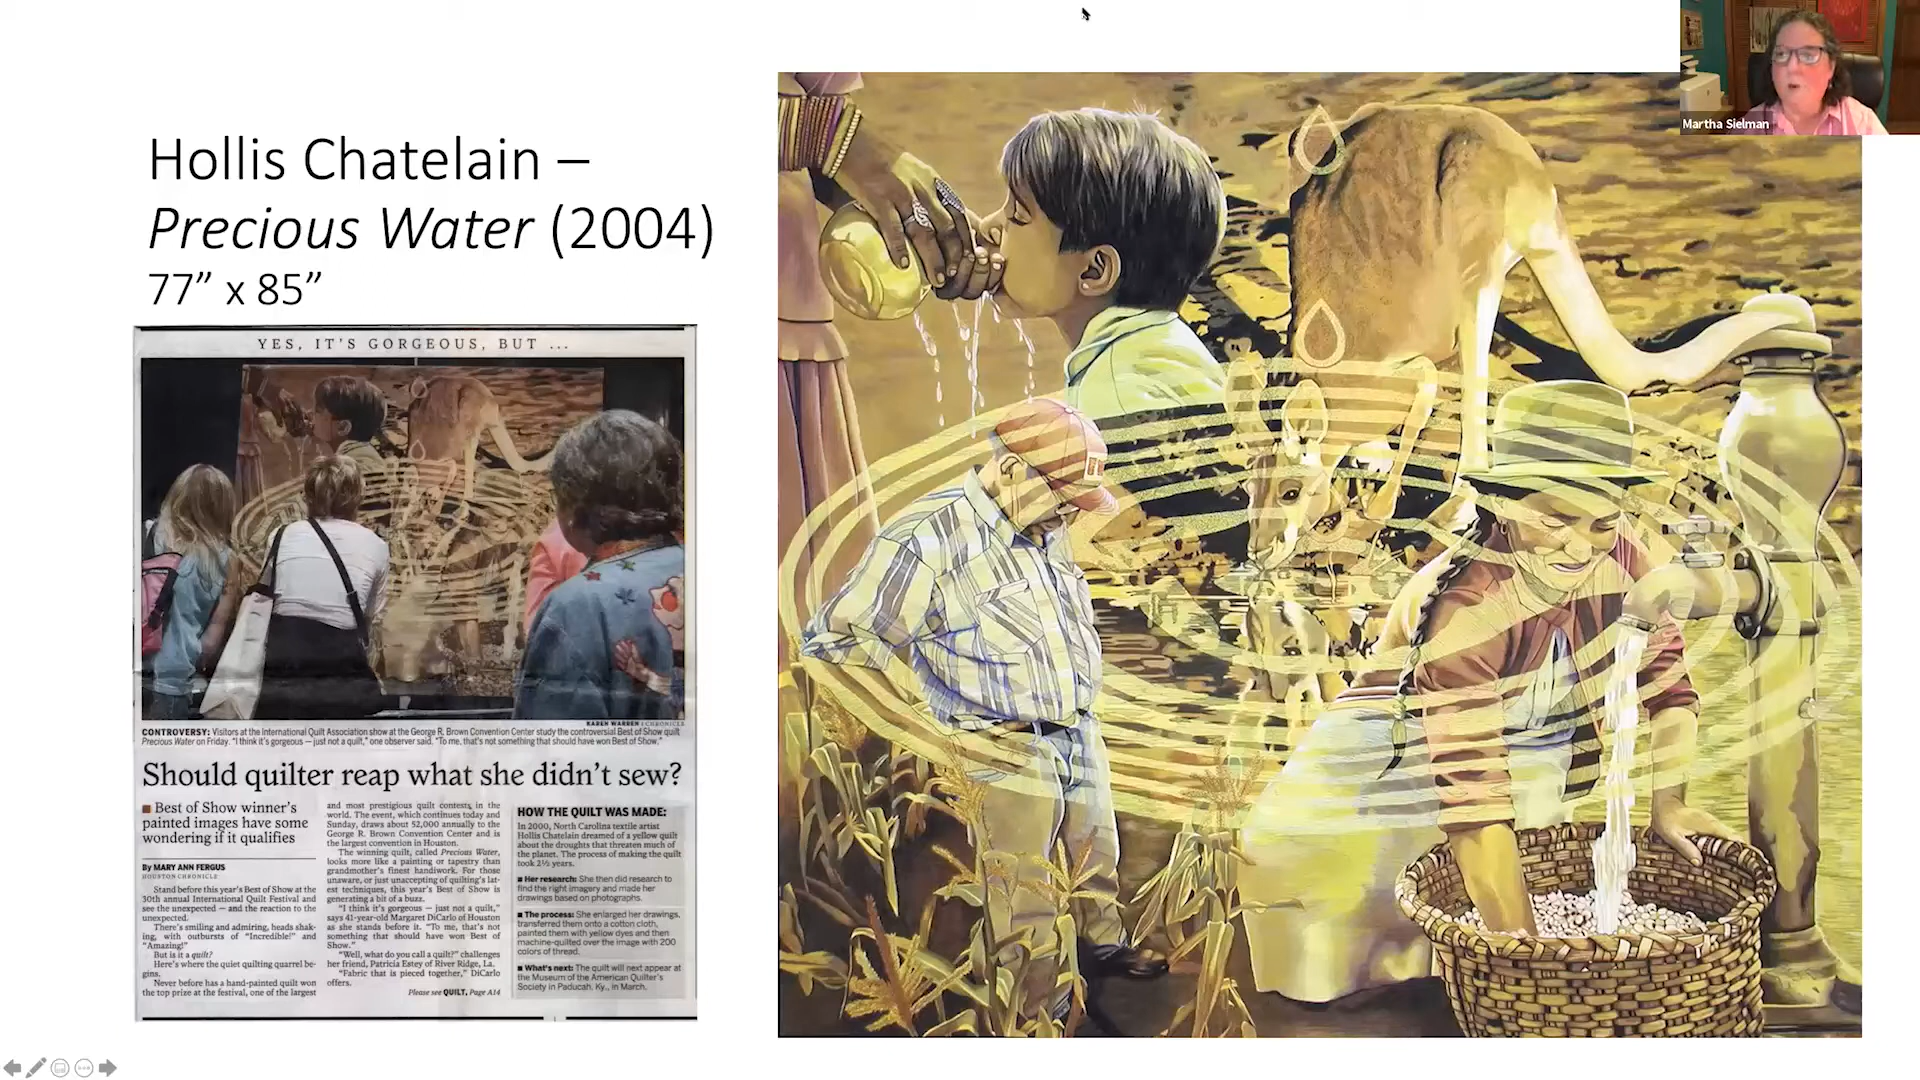 Hollis Chatelain –
Precious Water (2004)
77” x 85”
YES, IT'S GORGEOUS, BUT ...
KAREN WARREN : CHRONICLE
CONTROVERSY: Visitors at the International Quilt Association show at the George R. Brown Convention Center study the controversial Best of Show quilt
Precious Water on Friday. "I think it's gorgeous — just not a quilt," one observer said. "To me, that's not something that should have won Best of Show."
Should quilter reap what she didn't sew?
Best of Show winner's
painted images have some
wondering if it qualifies
By MARY ANN FERGUS
HOUSTON CHRONICLE
Stand before this year's Best of Show at the
30th annual International Quilt Festival and
see the unexpected — and the reaction to the
unexpected.
There's smiling and admiring, heads shak-
ing, with outbursts of "Incredible!" and
"Amazing!"
But is it a quilt?
Here's where the quiet quilting quarrel be-
gins.
Never before has a hand-painted quilt won
the top prize at the festival, one of the largest
and most prestigious quilt contests in the
world. The event, which continues today and
Sunday, draws about 52,000 annually to the
George R. Brown Convention Center and is
the largest convention in Houston.
The winning quilt, called Precious Water,
looks more like a painting or tapestry than
grandmother's finest handiwork. For those
unaware, or just unaccepting of quilting's lat-
est techniques, this year's Best of Show is
generating a bit of a buzz.
"I think it's gorgeous — just not a quilt,"
says 41-year-old Margaret DiCarlo of Houston
as she stands before it. "To me, that's not
something that should have won Best of
Show."
"Well, what do you call a quilt?" challenges
her friend, Patricia Estey of River Ridge, La.
"Fabric that is pieced together," DiCarlo
offers.
Please see QUILT, Page A14
HOW THE QUILT WAS MADE:
In 2000, North Carolina textile artist
Hollis Chatelain dreamed of a yellow quilt
about the droughts that threaten much of
the planet. The process of making the quilt
took 2½ years.
■ Her research: She then did research to
find the right imagery and made her
drawings based on photographs.
■ The process: She enlarged her drawings,
transferred them onto a cotton cloth,
painted them with yellow dyes and then
machine-quilted over the image with 200
colors of thread.
■ What's next: The quilt will next appear at
the Museum of the American Quilter's
Society in Paducah, Ky., in March.
Martha Sielman